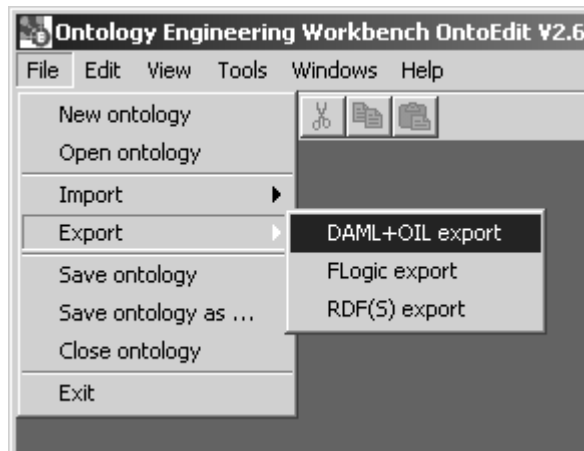 Ontology Engineering Workbench OntoEdit V2.6
File Edit View Tools Windows Help
New ontology
Open ontology
Import
Export
DAML+OIL export
FLogic export
RDF(S) export
Save ontology
Save ontology as ...
Close ontology
Exit